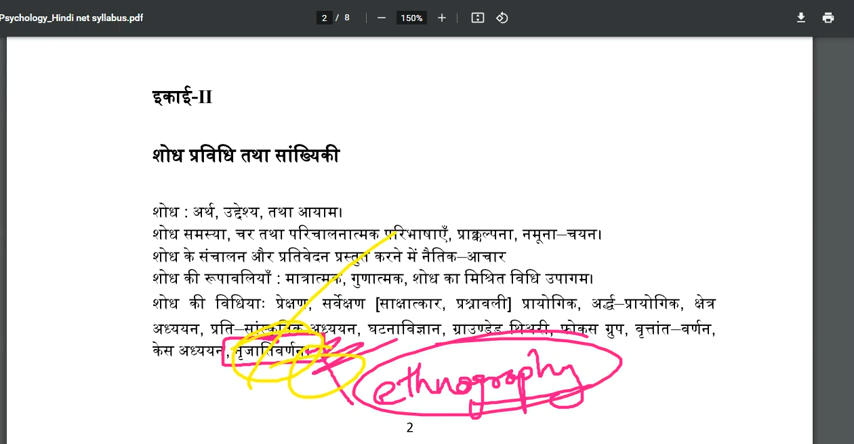 Psychology_Hindi net syllabus.pdf 2 / 8 150%
इकाई-II
शोध प्रविधि तथा सांख्यिकी
शोध : अर्थ, उद्देश्य, तथा आयाम।
शोध समस्या, चर तथा परिचालनात्मक परिभाषाएँ, प्राक्कल्पना, नमूना–चयन।
शोध के संचालन और प्रतिवेदन प्रस्तुत करने में नैतिक–आचार
शोध की रूपावलियाँ : मात्रात्मक, गुणात्मक, शोध का मिश्रित विधि उपागम।
शोध की विधियाः प्रेक्षण, सर्वेक्षण [साक्षात्कार, प्रश्नावली] प्रायोगिक, अर्द्ध–प्रायोगिक, क्षेत्र
अध्ययन, प्रति–सांस्कृतिक अध्ययन, घटनाविज्ञान, ग्राउण्डेड थिअरी, फोकस ग्रुप, वृत्तांत–वर्णन,
केस अध्ययन, नृजातिवर्णन
ethnography
2